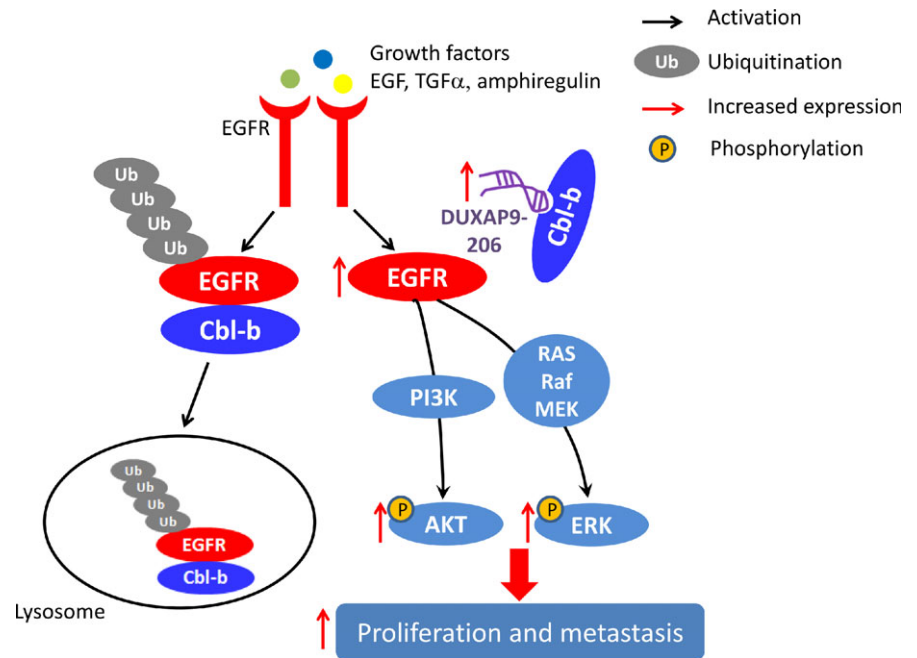 Growth factors
EGF, TGFα, amphiregulin
EGFR
Activation
Ub Ubiquitination
Increased expression
P Phosphorylation
Ub
Ub
Ub
Ub
EGFR
Cbl-b
DUXAP9-
206
Cbl-b
EGFR
RAS
Raf
MEK
PI3K
Ub
Ub
Ub
Ub
EGFR
Cbl-b
Lysosome
P
AKT
P
ERK
Proliferation and metastasis